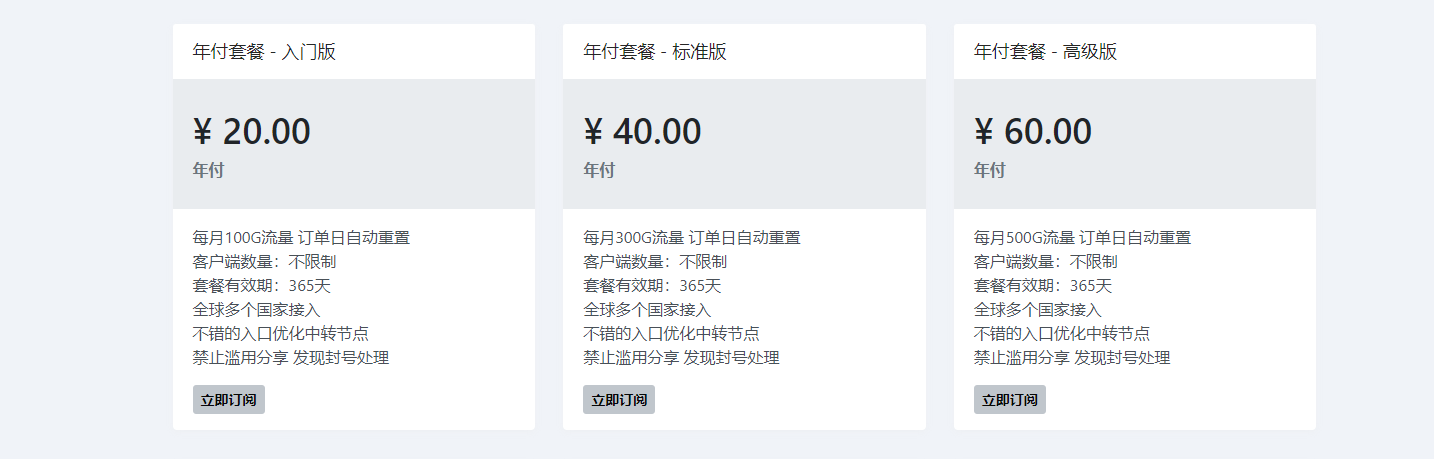 年付套餐 - 入门版
¥ 20.00
年付
每月100G流量 订单日自动重置
客户端数量：不限制
套餐有效期：365天
全球多个国家接入
不错的入口优化中转节点
禁止滥用分享 发现封号处理
立即订阅
年付套餐 - 标准版
¥ 40.00
年付
每月300G流量 订单日自动重置
客户端数量：不限制
套餐有效期：365天
全球多个国家接入
不错的入口优化中转节点
禁止滥用分享 发现封号处理
立即订阅
年付套餐 - 高级版
¥ 60.00
年付
每月500G流量 订单日自动重置
客户端数量：不限制
套餐有效期：365天
全球多个国家接入
不错的入口优化中转节点
禁止滥用分享 发现封号处理
立即订阅